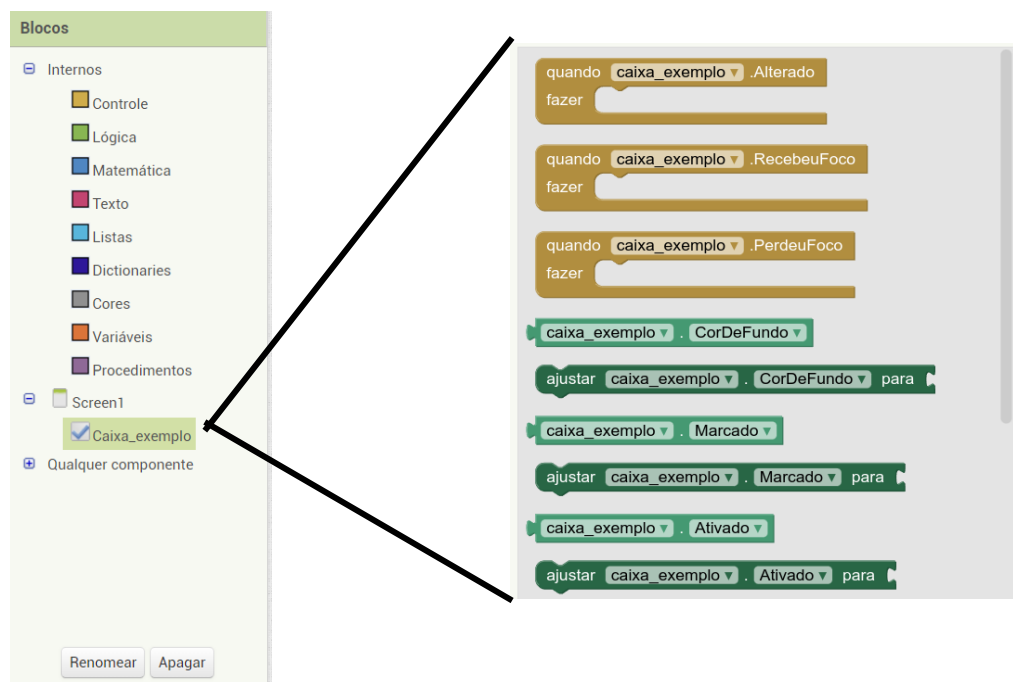 Blocos
Internos
Controle
Lógica
Matemática
Texto
Listas
Dictionaries
Cores
Variáveis
Procedimentos
Screen1
Caixa_exemplo
Qualquer componente
Renomear Apagar
quando caixa_exemplo .Alterado
fazer
quando caixa_exemplo .RecebeuFoco
fazer
quando caixa_exemplo .PerdeuFoco
fazer
caixa_exemplo . CorDeFundo
ajustar caixa_exemplo . CorDeFundo para
caixa_exemplo . Marcado
ajustar caixa_exemplo . Marcado para
caixa_exemplo . Ativado
ajustar caixa_exemplo . Ativado para